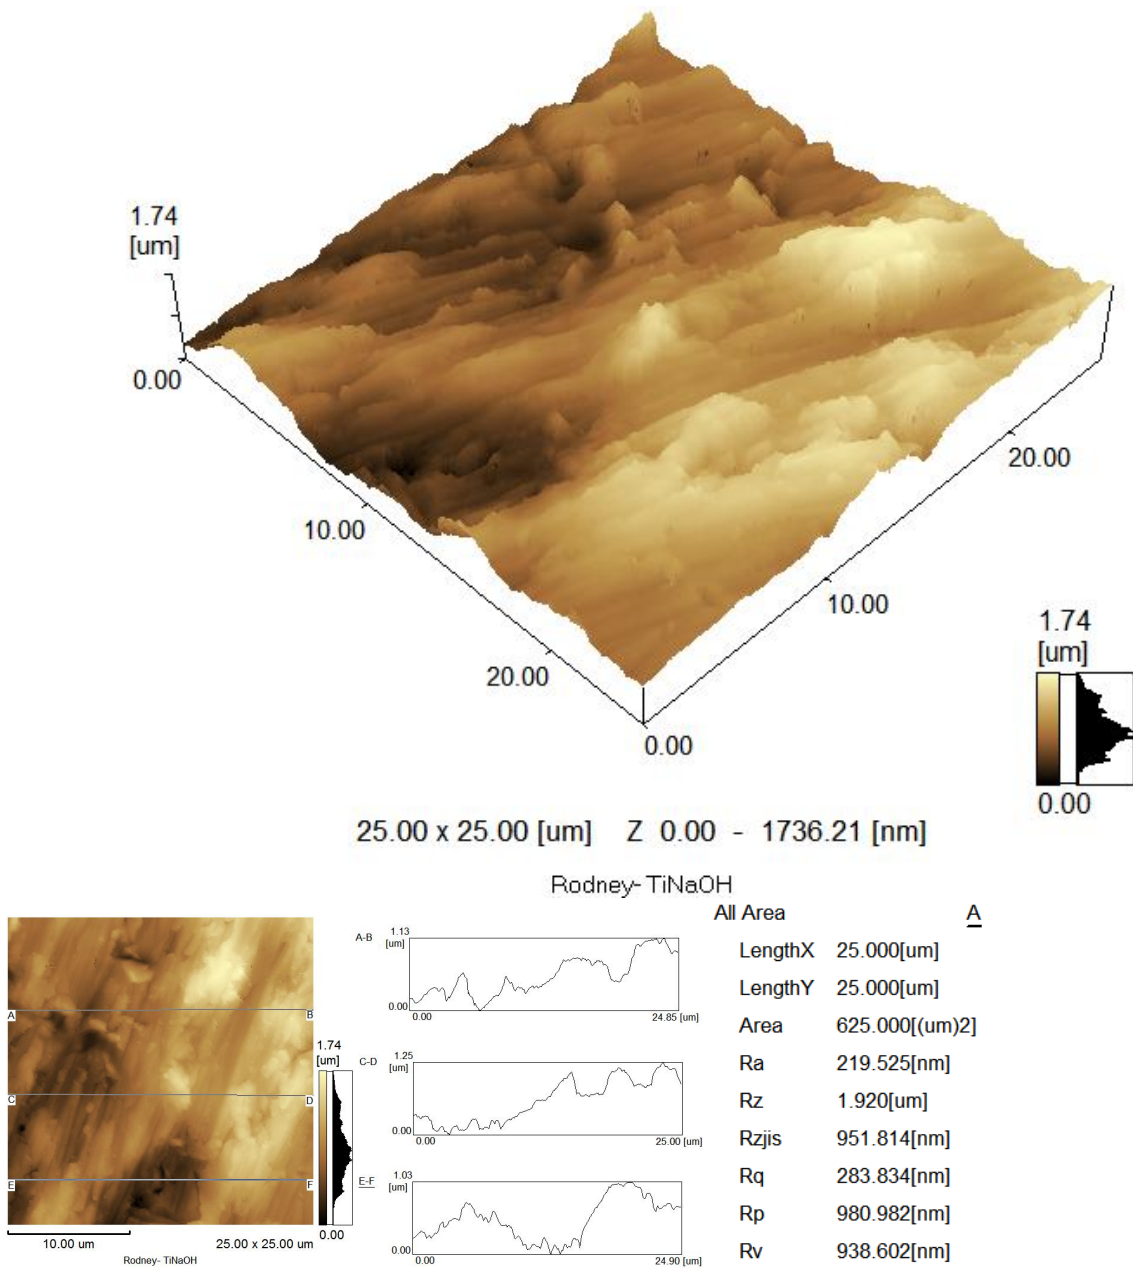 1.74
[um]
0.00
10.00
20.00
0.00
10.00
20.00
1.74
[um]
0.00
25.00 x 25.00 [um] Z 0.00 - 1736.21 [nm]
Rodney- TiNaOH
A
B
C
D
E
F
1.74
[um]
0.00
10.00 um
25.00 x 25.00 um
Rodney- TiNaOH
A-B
1.13
[um]
0.00
0.00
24.85 [um]
C-D
1.25
[um]
0.00
0.00
25.00 [um]
E-F
1.03
[um]
0.00
0.00
24.90 [um]
All Area A
LengthX 25.000[um]
LengthY 25.000[um]
Area 625.000[(um)2]
Ra 219.525[nm]
Rz 1.920[um]
Rzjis 951.814[nm]
Rq 283.834[nm]
Rp 980.982[nm]
Rv 938.602[nm]